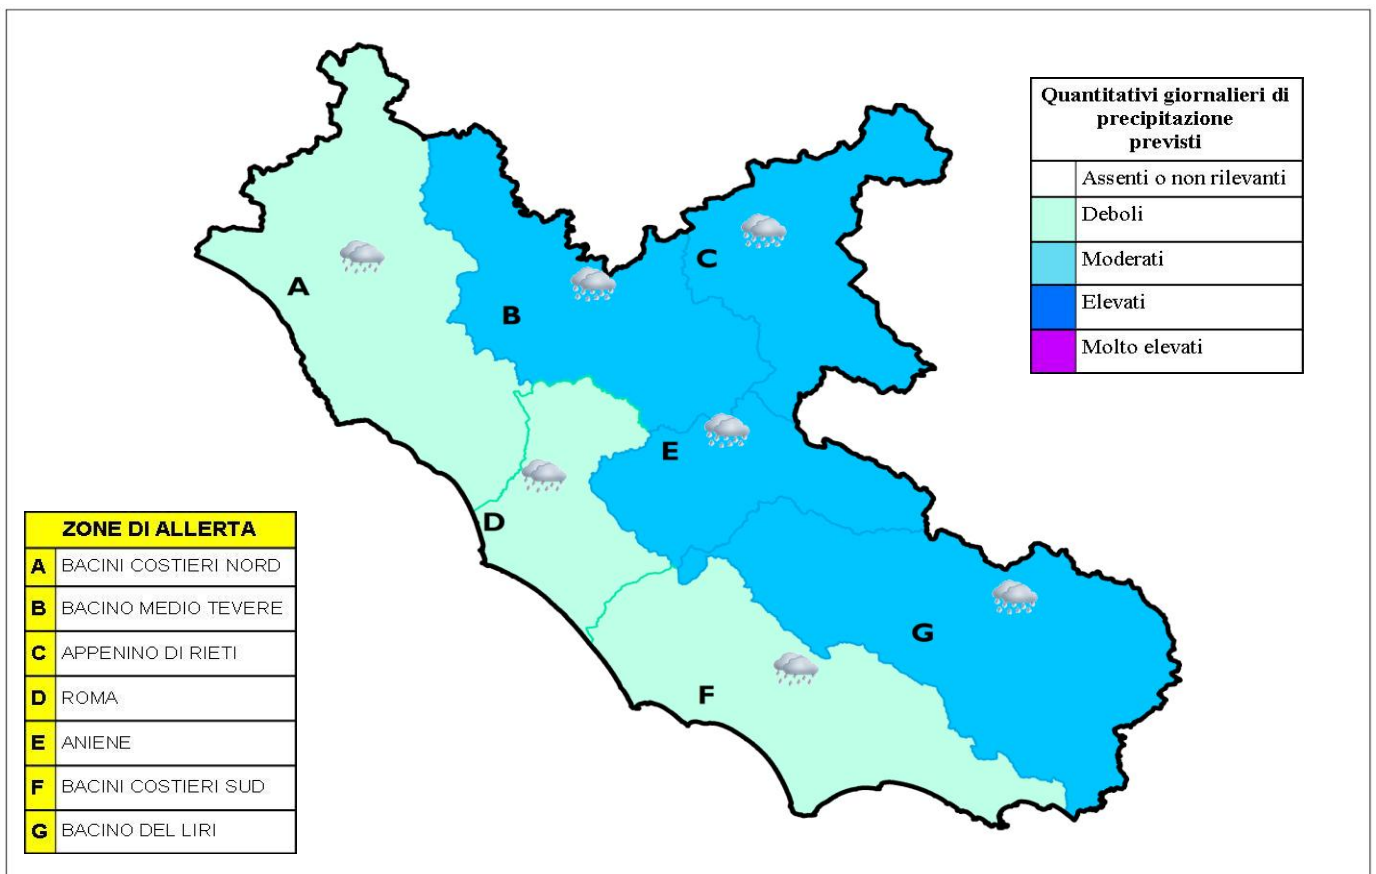 Quantitativi giornalieri di
precipitazione
previsti
Assenti o non rilevanti
Deboli
Moderati
Elevati
Molto elevati
A
B
C
D
E
F
G
ZONE DI ALLERTA
A BACINI COSTIERI NORD
B BACINO MEDIO TEVERE
C APPENINO DI RIETI
D ROMA
E ANIENE
F BACINI COSTIERI SUD
G BACINO DEL LIRI